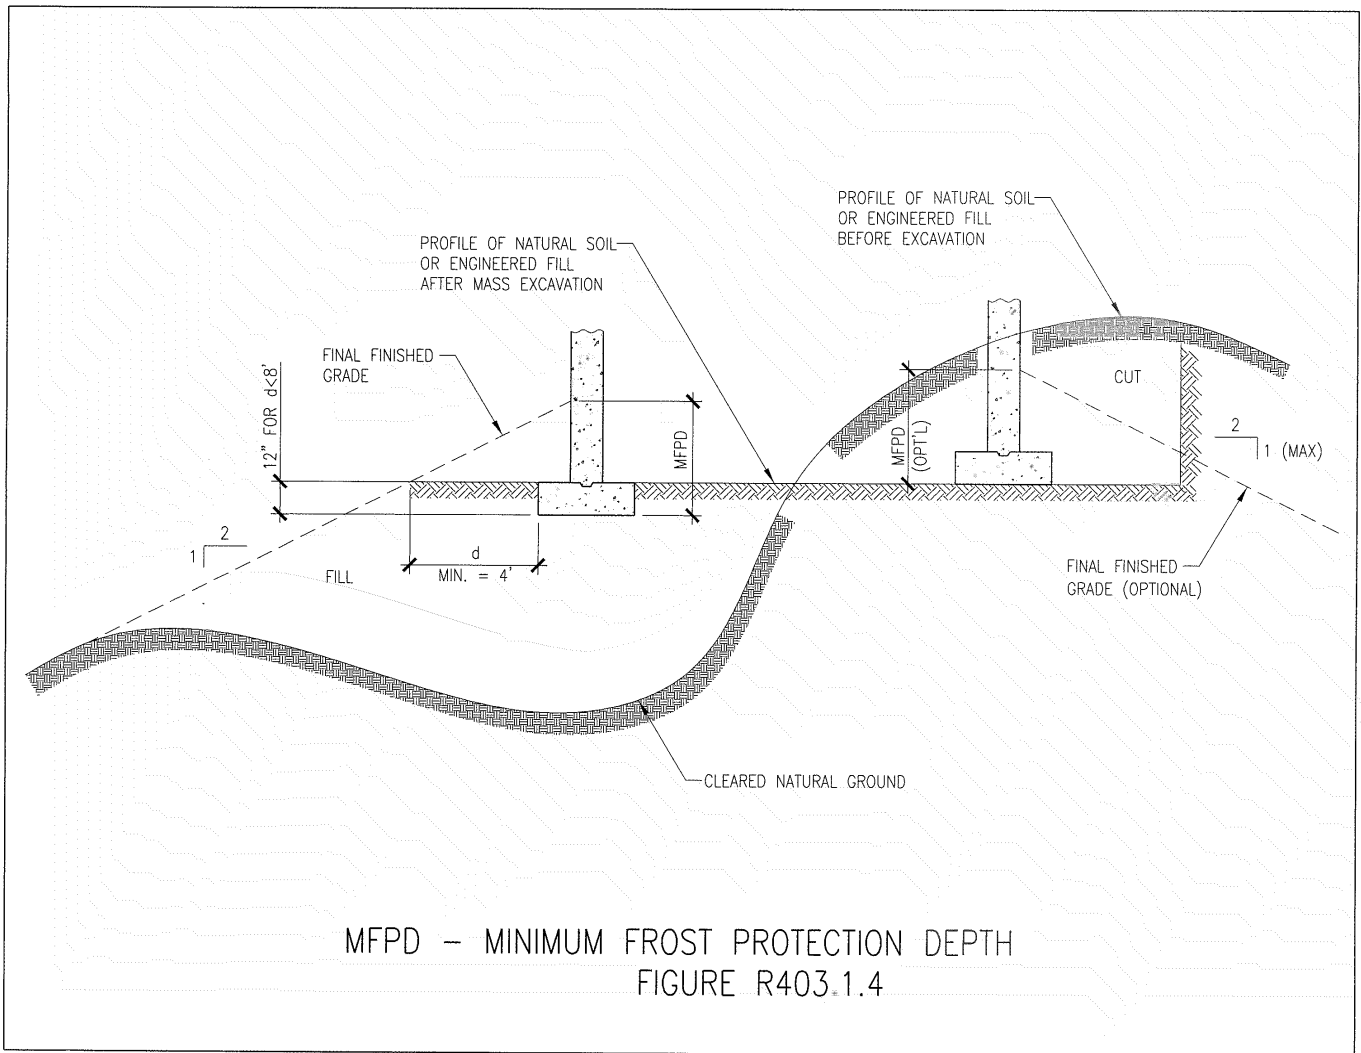 PROFILE OF NATURAL SOIL
OR ENGINEERED FILL
BEFORE EXCAVATION
PROFILE OF NATURAL SOIL
OR ENGINEERED FILL
AFTER MASS EXCAVATION
FINAL FINISHED
GRADE
12" FOR d<8'
MFPD
MFPD
(OPT'L)
CUT
2
1 (MAX)
2
1
d
MIN. = 4'
FILL
FINAL FINISHED
GRADE (OPTIONAL)
CLEARED NATURAL GROUND
MFPD - MINIMUM FROST PROTECTION DEPTH
FIGURE R403.1.4